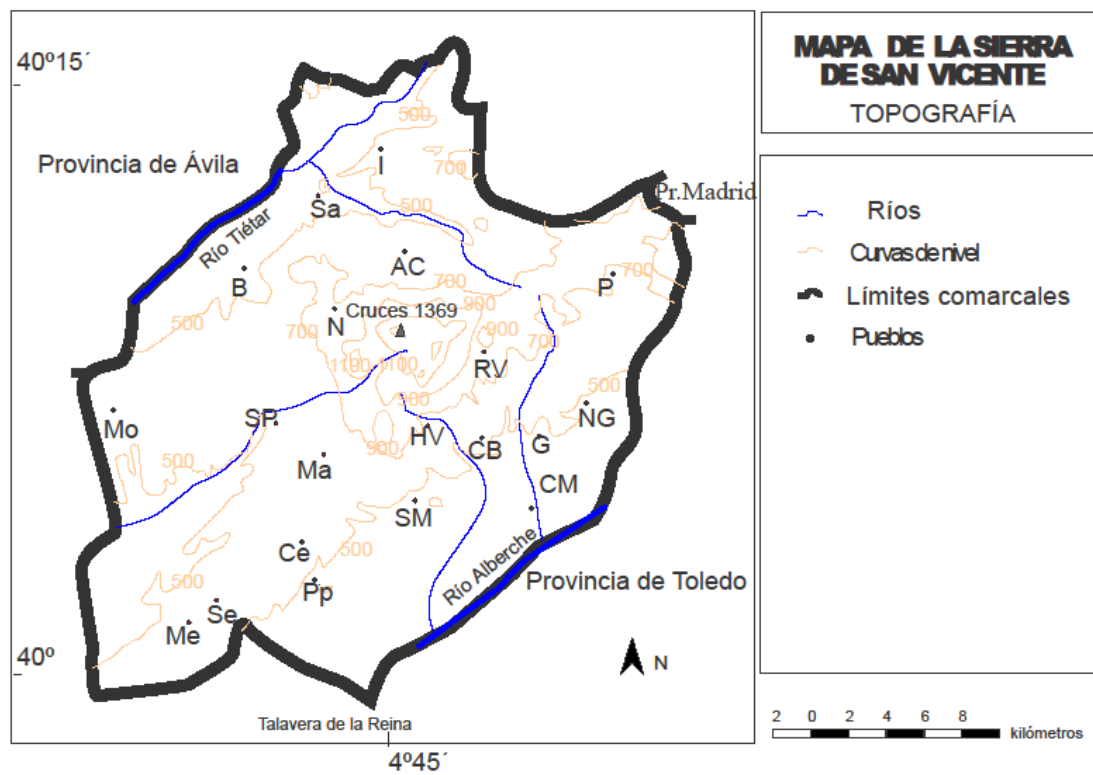 MAPA DE LA SIERRA
DE SAN VICENTE
TOPOGRAFÍA
40º15´
500
Provincia de Ávila
I
700
Pr.Madrid
Sa
500
Río Tiétar
AC
B
700
P
700
900
Cruces 1369
N
500
700
900
700
RV
1100
1100
900
500
Mo
SP
HV
NG
CB
G
900
500
Ma
CM
SM
Ce
500
Río Alberche
Provincia de Toledo
500
Pp
Se
Me
40º
N
Talavera de la Reina
4º45´
Ríos
Curvas de nivel
Límites comarcales
Pueblos
2 0 2 4 6 8
kilómetros